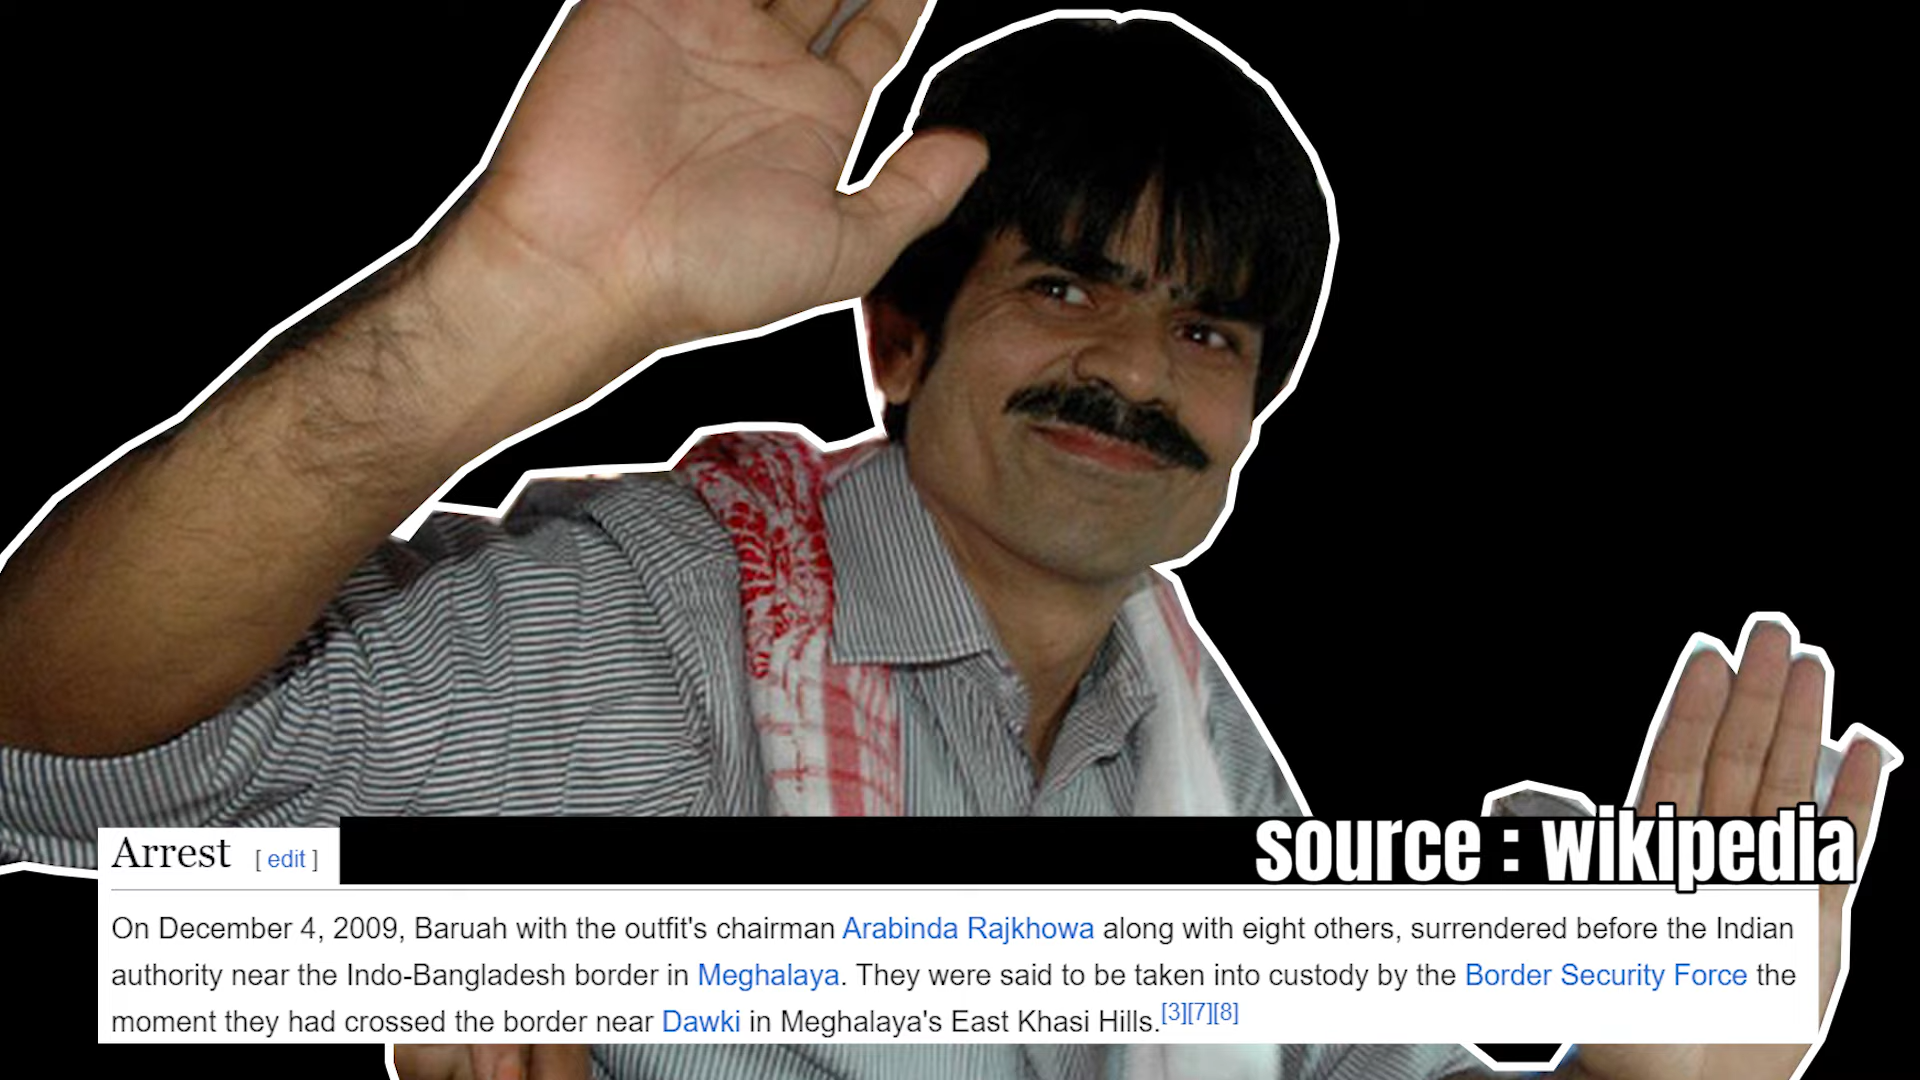 source : wikipedia
Arrest [ edit ]
On December 4, 2009, Baruah with the outfit's chairman Arabinda Rajkhowa along with eight others, surrendered before the Indian
authority near the Indo-Bangladesh border in Meghalaya. They were said to be taken into custody by the Border Security Force the
moment they had crossed the border near Dawki in Meghalaya's East Khasi Hills.[3][7][8]